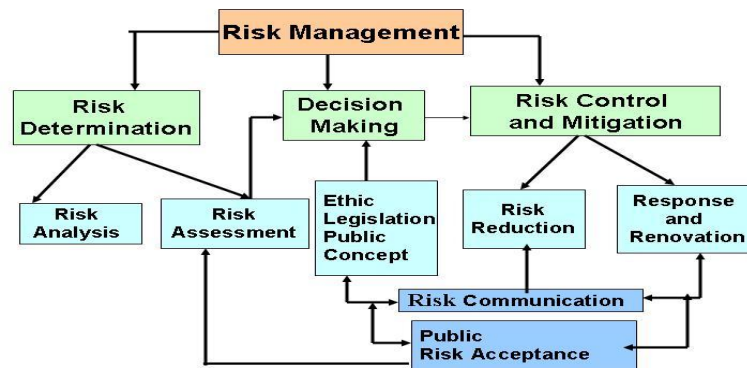 Risk Management
Risk
Determination
Decision
Making
Risk Control
and Mitigation
Risk
Analysis
Risk
Assessment
Ethic
Legislation
Public
Concept
Risk
Reduction
Response
and
Renovation
Risk Communication
Public
Risk Acceptance